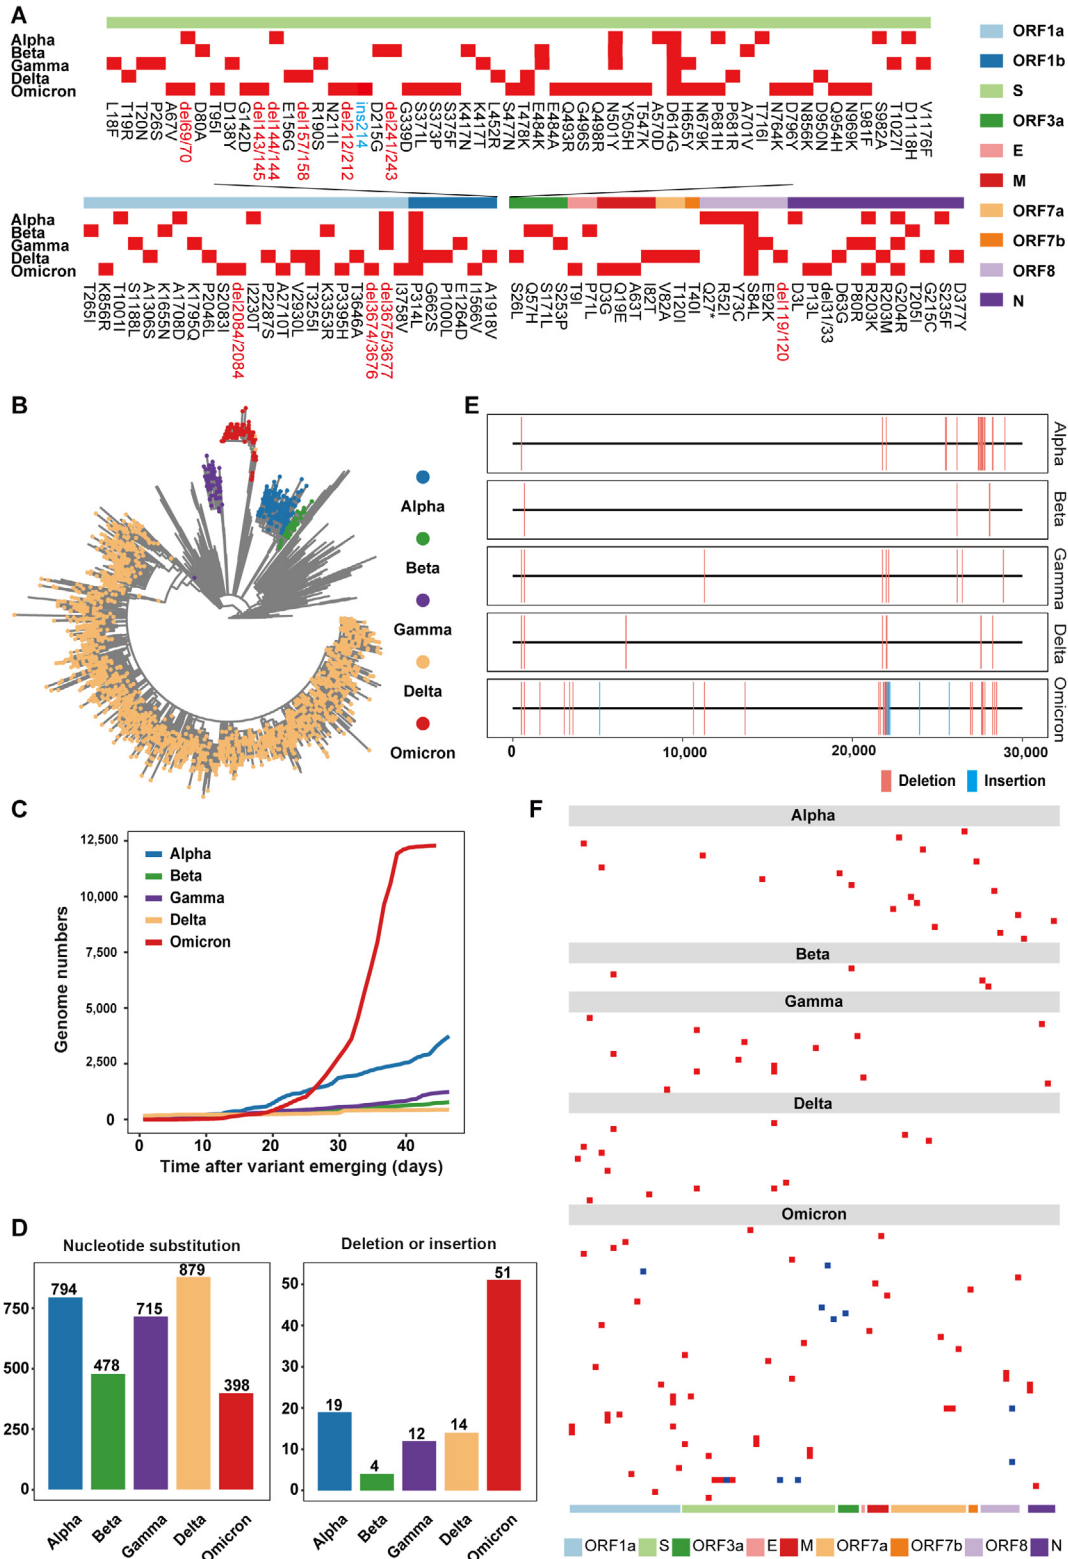 A
Alpha
Beta
Gamma
Delta
Omicron
L18F T19R T20N P26S A67V del69/70 D80A T95I D138Y G142D del143/145 del144/144 E156G del157/158 R190S N211I del212/212 ins214 D215G del241/243 G339D S371L S373P S375F K417N K417T L452R S477N T478K E484K E484A Q493R G496S Q498R N501Y Y505H T547K A570D D614G H655Y N679K P681H P681R A701V T716I N764K D796Y N856K D950N Q954H N969K L981F S982A T1027I D1118H V1176F
Alpha
Beta
Gamma
Delta
Omicron
T265I K856R T1001I S1188L A1306S K1655N A1708D K1795Q P2046L S2083I del2084/2084 I2230T P2287S A2710T V2930L T3255I K3353R P3395H T3646A del3674/3676 del3675/3677 I3758V P314L G662S P1000L E1264D I1566V A1918V S26L Q57H S171L S253P T9I P71L D3G Q19E A63T I82T V82A T120I T40I Q27* R52I Y73C S84L E92K del119/120 D3L P13L del31/33 D63G P80R R203K R203M G204R T205I G215C S235F D377Y
ORF1a
ORF1b
S
ORF3a
E
M
ORF7a
ORF7b
ORF8
N
B
Alpha
Beta
Gamma
Delta
Omicron
E
Alpha
Beta
Gamma
Delta
Omicron
0 10,000 20,000 30,000
Deletion Insertion
C
12,500
10,000
7,500
5,000
2,500
0
Genome numbers
Alpha
Beta
Gamma
Delta
Omicron
0 10 20 30 40
Time after variant emerging (days)
D
Nucleotide substitution
750
500
250
0
794
478
715
879
398
Alpha Beta Gamma Delta Omicron
Deletion or insertion
50
40
30
20
10
0
19
4
12
14
51
Alpha Beta Gamma Delta Omicron
F
Alpha
Beta
Gamma
Delta
Omicron
ORF1a S ORF3a E M ORF7a ORF7b ORF8 N